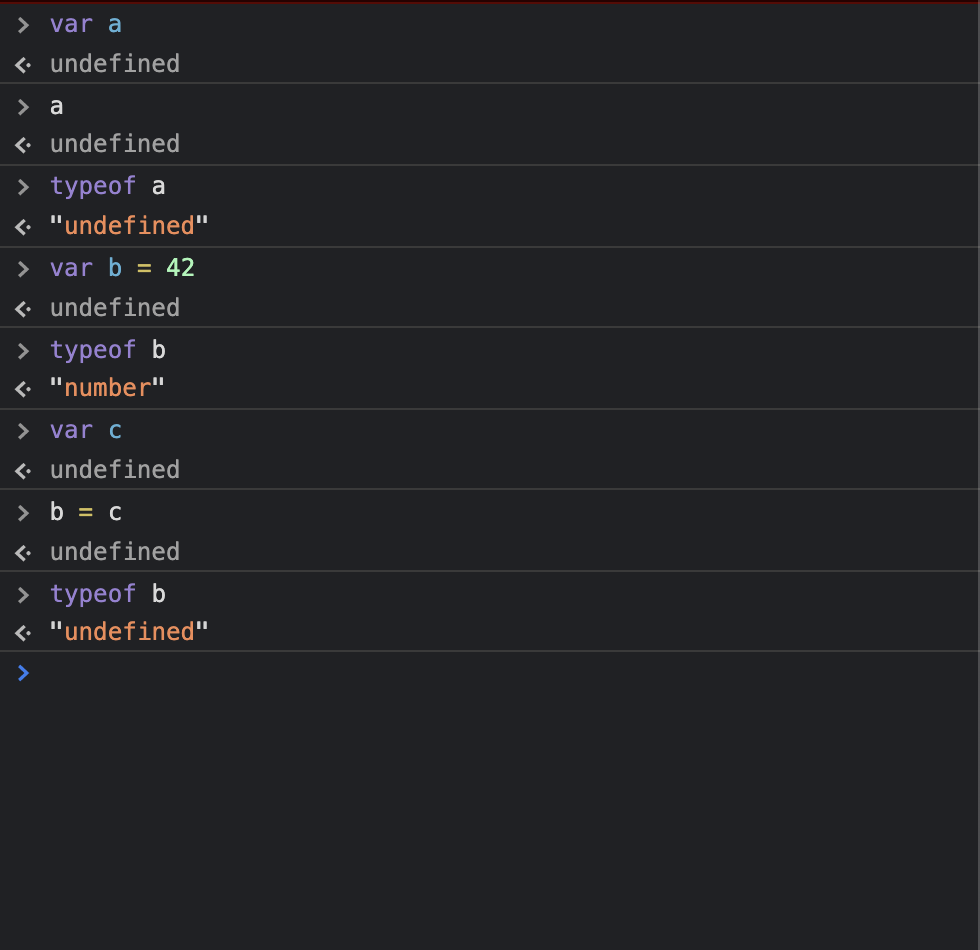 > var a
<· undefined
> a
<· undefined
> typeof a
<· "undefined"
> var b = 42
<· undefined
> typeof b
<· "number"
> var c
<· undefined
> b = c
<· undefined
> typeof b
<· "undefined"
>